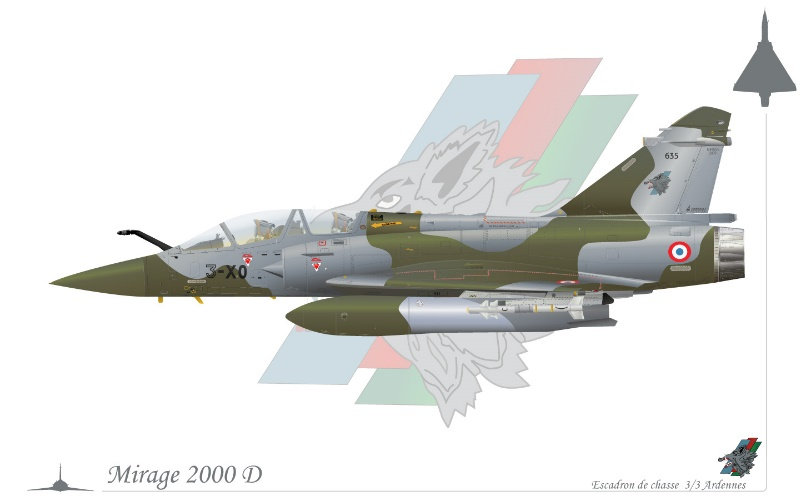 635
3-XO
Mirage 2000 D
Escadron de chasse 3/3 Ardennes